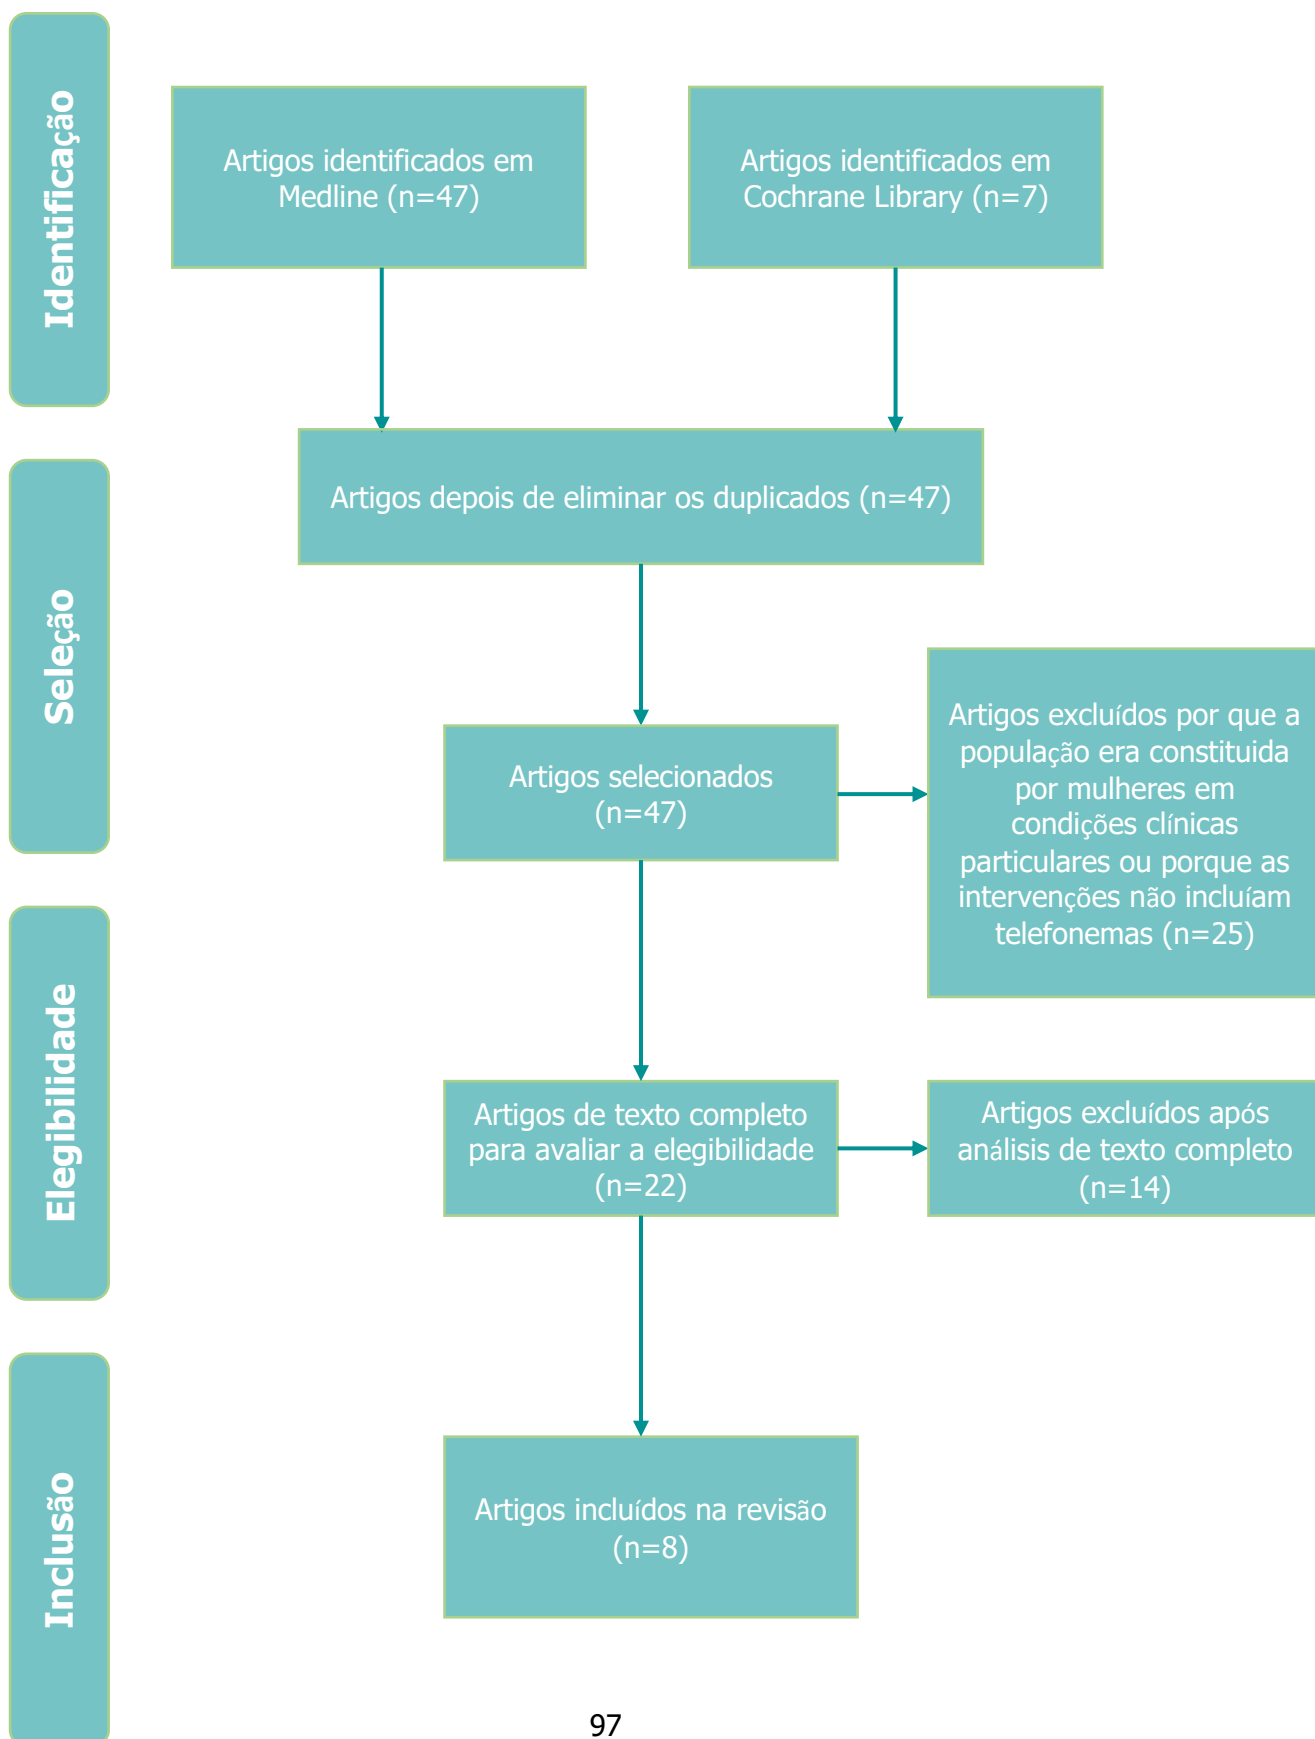 Identificação
Artigos identificados em
Medline (n=47)
Artigos identificados em
Cochrane Library (n=7)
Artigos depois de eliminar os duplicados (n=47)
Seleção
Artigos selecionados
(n=47)
Artigos excluídos por que a
população era constituida
por mulheres em
condições clínicas
particulares ou porque as
intervenções não incluíam
telefonemas (n=25)
Elegibilidade
Artigos de texto completo
para avaliar a elegibilidade
(n=22)
Artigos excluídos após
análisis de texto completo
(n=14)
Inclusão
Artigos incluídos na revisão
(n=8)
97